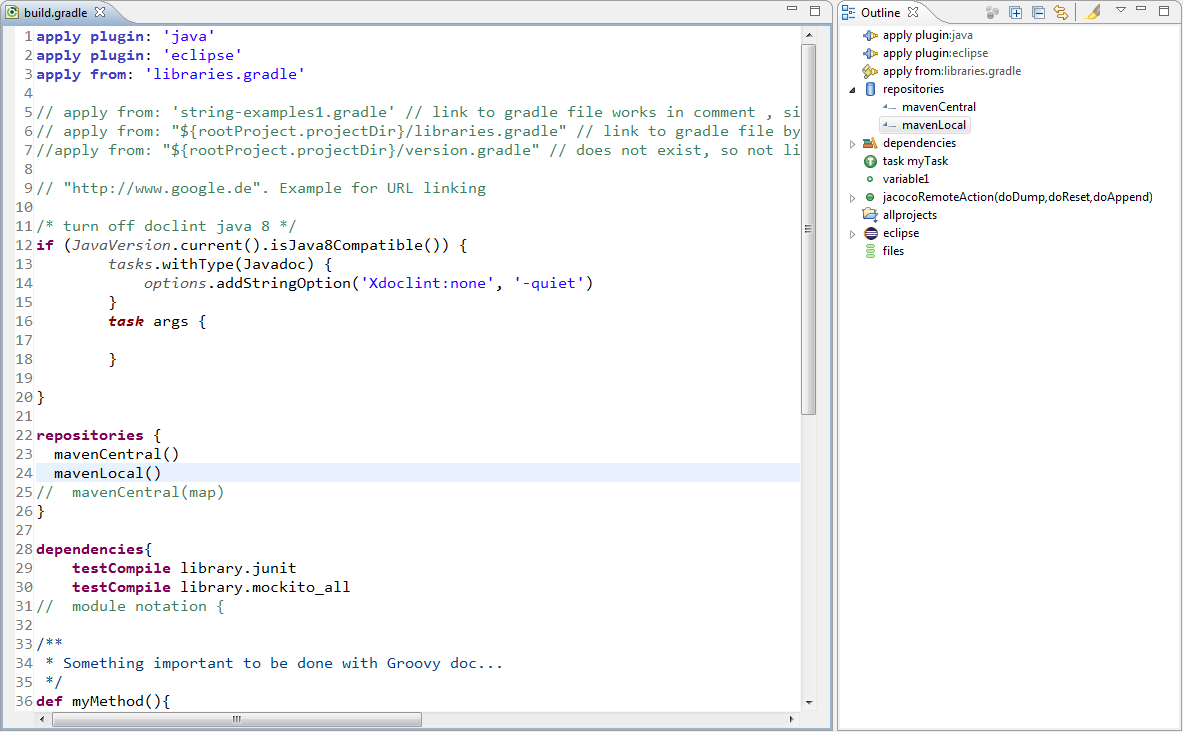 build.gradle
1 apply plugin: 'java'
2 apply plugin: 'eclipse'
3 apply from: 'libraries.gradle'
4
5 // apply from: 'string-examples1.gradle' // link to gradle file works in comment , si
6 // apply from: "${rootProject.projectDir}/libraries.gradle" // link to gradle file by
7 //apply from: "${rootProject.projectDir}/version.gradle" // does not exist, so not li
8
9 // "http://www.google.de". Example for URL linking
10
11 /* turn off doclint java 8 */
12 if (JavaVersion.current().isJava8Compatible()) {
13         tasks.withType(Javadoc) {
14             options.addStringOption('Xdoclint:none', '-quiet')
15         }
16         task args {
17
18         }
19
20 }
21
22 repositories {
23   mavenCentral()
24   mavenLocal()
25 //  mavenCentral(map)
26 }
27
28 dependencies{
29     testCompile library.junit
30     testCompile library.mockito_all
31 //  module notation {
32
33 /**
34  * Something important to be done with Groovy doc...
35  */
36 def myMethod(){
Outline
apply plugin:java
apply plugin:eclipse
apply from:libraries.gradle
repositories
mavenCentral
mavenLocal
dependencies
task myTask
variable1
jacocoRemoteAction(doDump,doReset,doAppend)
allprojects
eclipse
files